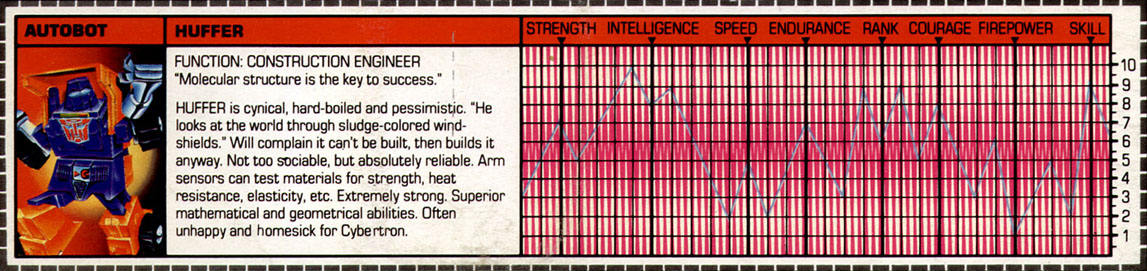 AUTOBOT
HUFFER
STRENGTH INTELLIGENCE SPEED ENDURANCE RANK COURAGE FIREPOWER SKILL
FUNCTION: CONSTRUCTION ENGINEER
“Molecular structure is the key to success.”
HUFFER is cynical, hard-boiled and pessimistic. “He
looks at the world through sludge-colored wind-
shields.” Will complain it can't be built, then builds it
anyway. Not too sociable, but absolutely reliable. Arm
sensors can test materials for strength, heat
resistance, elasticity, etc. Extremely strong. Superior
mathematical and geometrical abilities. Often
unhappy and homesick for Cybertron.
10
9
8
7
6
5
4
3
2
1